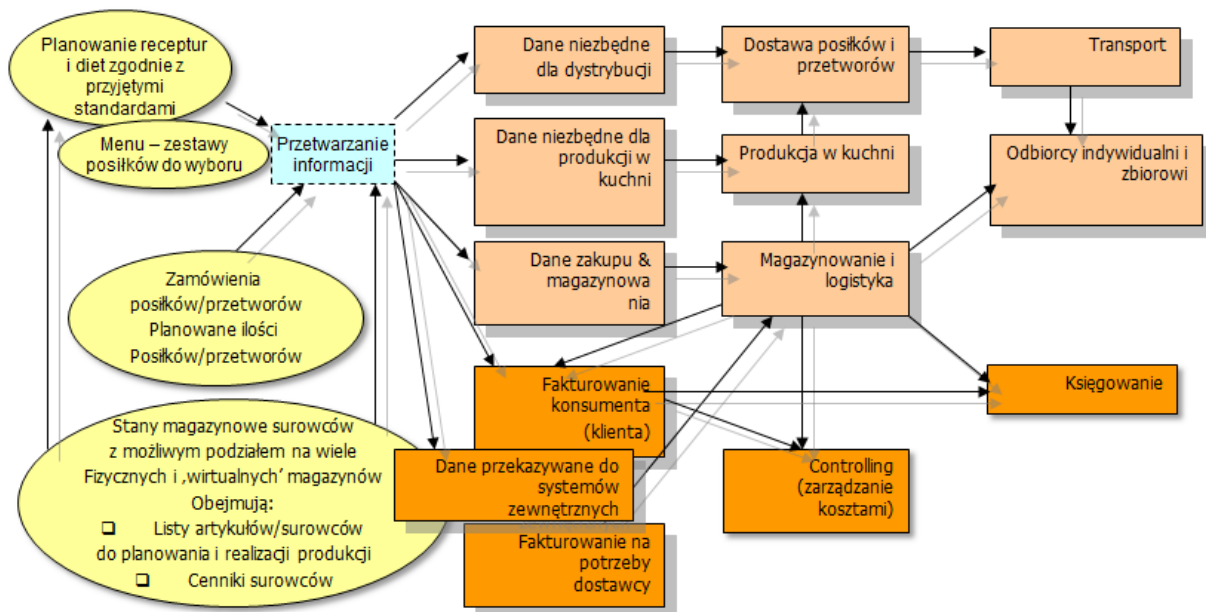 Planowanie receptur
i diet zgodnie z
przyjętymi
standardami
Menu – zestawy
posiłków do wyboru
Przetwarzanie
informacji
Zamówienia
posiłków/przetworów
Planowane ilości
Posiłków/przetworów
Stany magazynowe surowców
z możliwym podziałem na wiele
Fizycznych i ‚wirtualnych’ magazynów
Obejmują:
❑ Listy artykułów/surowców
do planowania i realizacji produkcji
❑ Cenniki surowców
Dane niezbędne
dla dystrybucji
Dane niezbędne dla
produkcji w
kuchni
Dane zakupu &
magazynowa
nia
Fakturowanie
konsumenta
(klienta)
Dane przekazywane do
systemów
zewnętrznych
Fakturowanie na
potrzeby
dostawcy
Dostawa posiłków i
przetworów
Produkcja w kuchni
Magazynowanie i
logistyka
Controlling
(zarządzanie
kosztami)
Transport
Odbiorcy indywidualni i
zbiorowi
Księgowanie